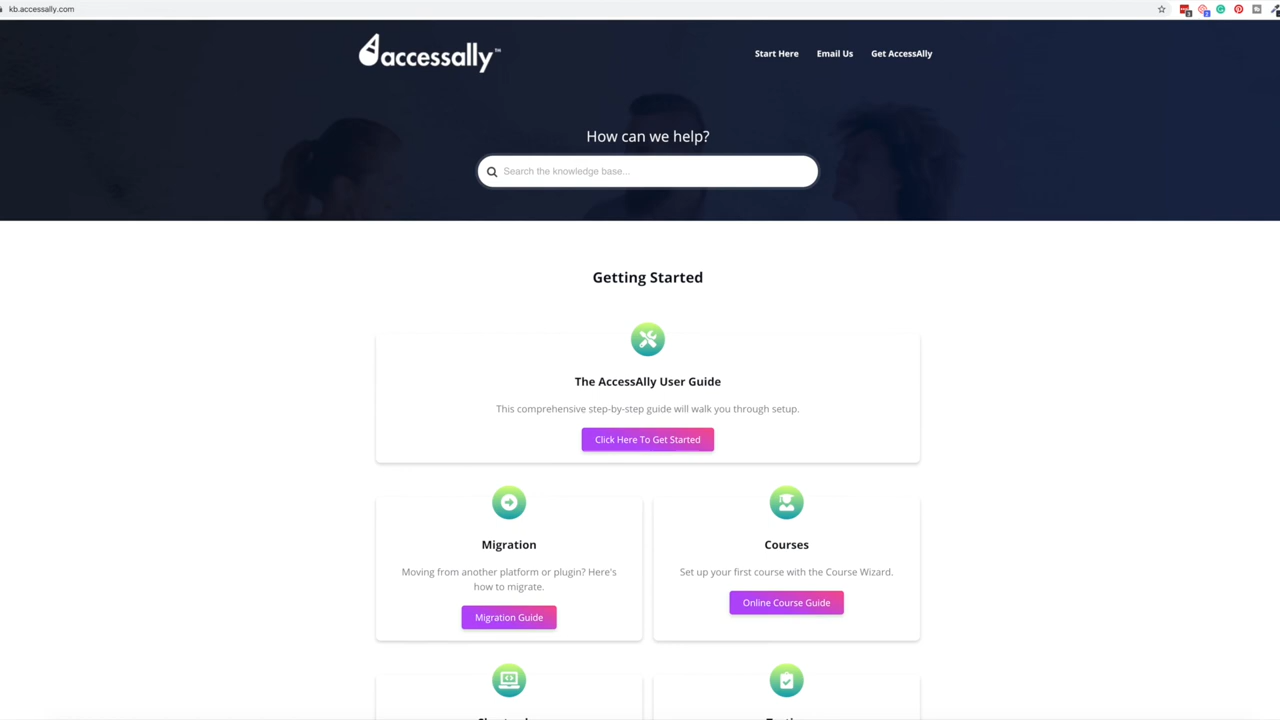 kb.accessally.com
accessally™
Start Here
Email Us
Get AccessAlly
How can we help?
Search the knowledge base...
Getting Started
The AccessAlly User Guide
This comprehensive step-by-step guide will walk you through setup.
Click Here To Get Started
Migration
Moving from another platform or plugin? Here's
how to migrate.
Migration Guide
Courses
Set up your first course with the Course Wizard.
Online Course Guide